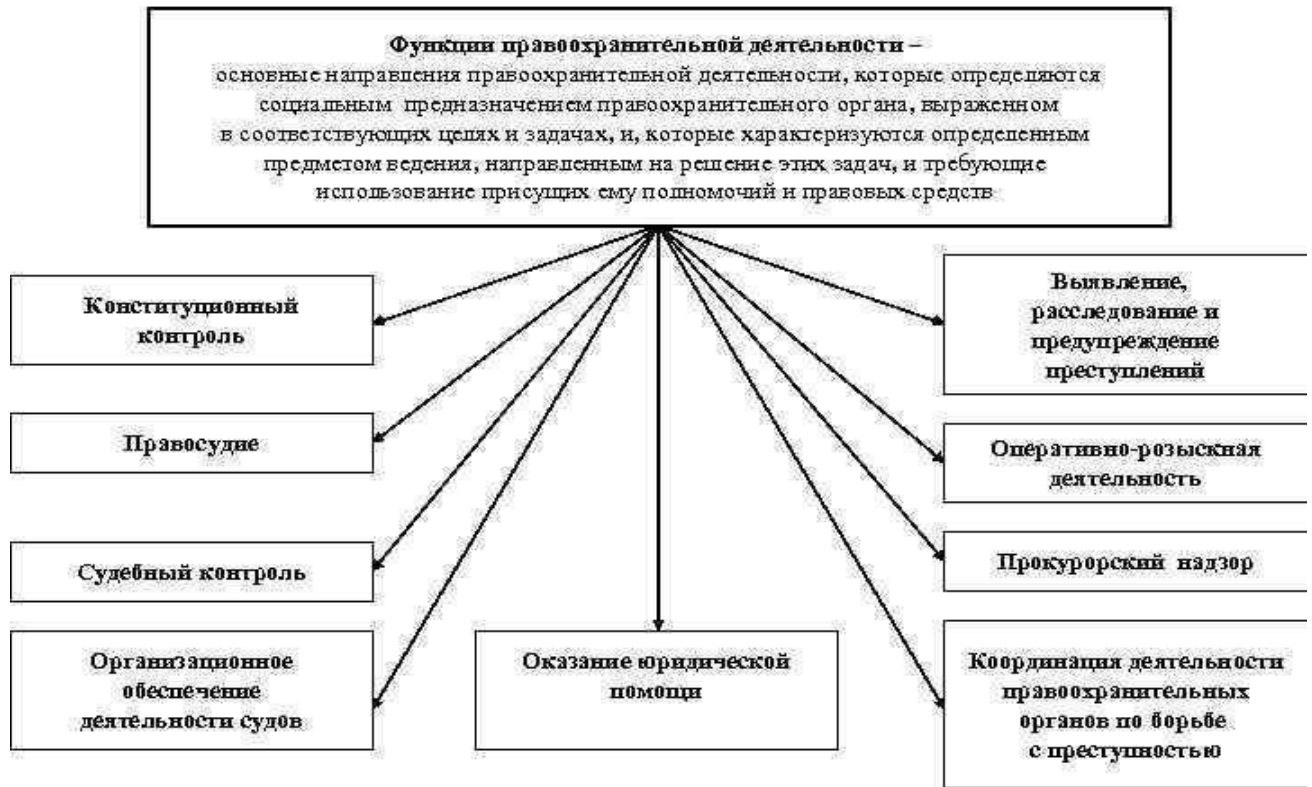 Функции правоохранительной деятельности –
основные направления правоохранительной деятельности, которые определяются
социальным предназначением правоохранительного органа, выраженном
в соответствующих целях и задачах, и, которые характеризуются определенным
предметом ведения, направленным на решение этих задач, и требующие
использование присущих ему полномочий и правовых средств
Конституционный
контроль
Правосудие
Судебный контроль
Организационное
обеспечение
деятельности судов
Оказание юридической
помощи
Выявление,
расследование и
предупреждение
преступлений
Оперативно-розыскная
деятельность
Прокурорский надзор
Координация деятельности
правоохранительных
органов по борьбе
с преступностью